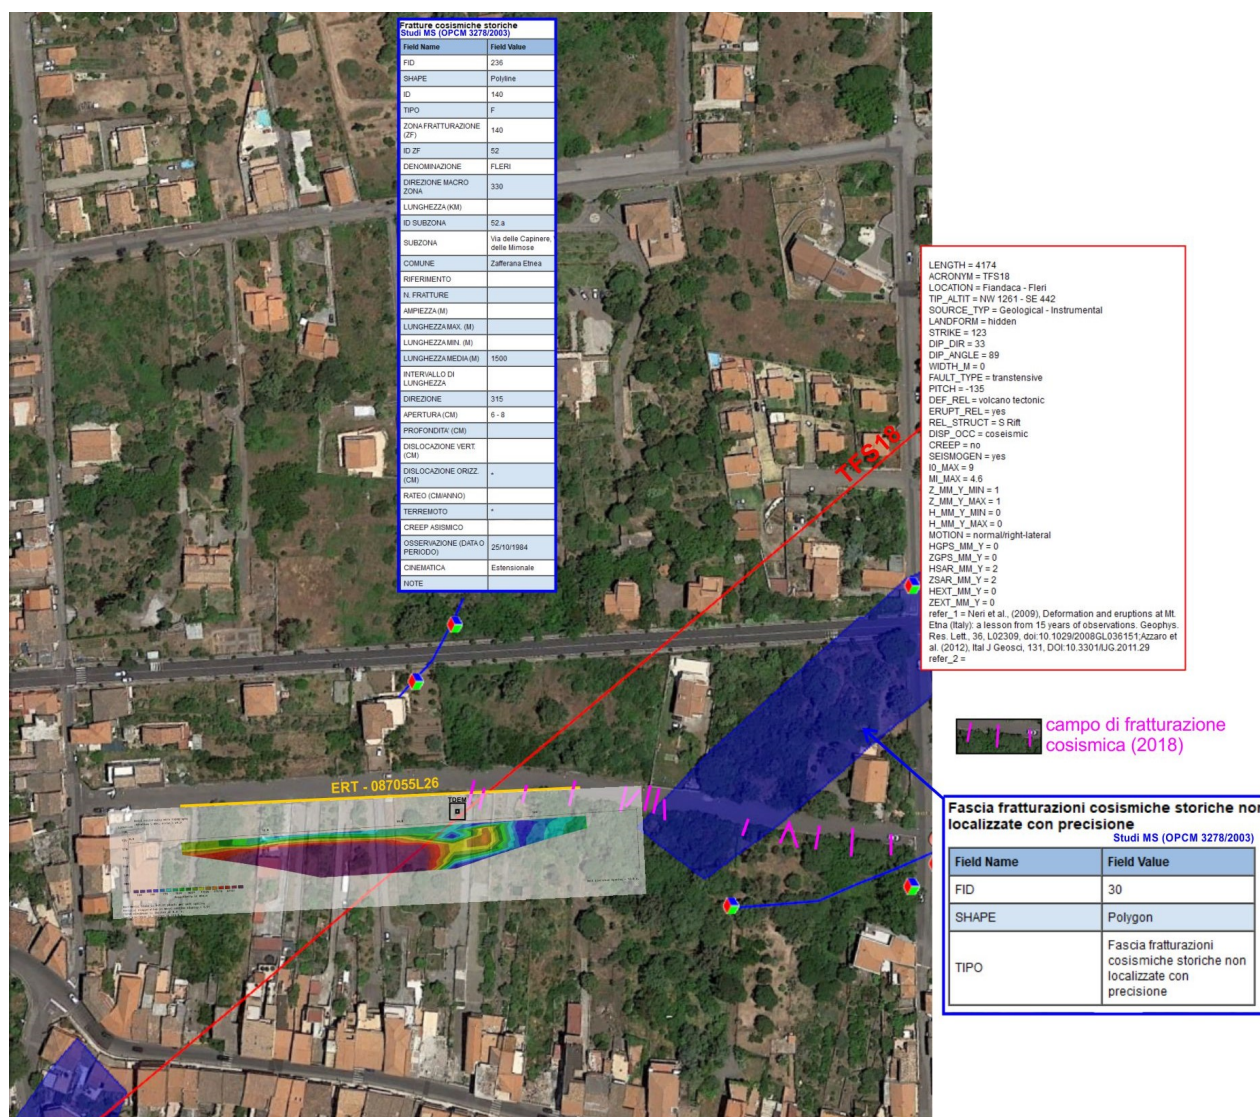 Fratture cosismiche storiche
Studi MS (OPCM 3278/2003)
Field Name Field Value
FID 236
SHAPE Polyline
ID 140
TIPO F
ZONA FRATTURAZIONE (ZF) 140
ID ZF 52
DENOMINAZIONE FLERI
DIREZIONE MACRO ZONA 330
LUNGHEZZA (KM)
ID SUBZONA 52.a
SUBZONA Via delle Capinere, delle Mimose
COMUNE Zafferana Etnea
RIFERIMENTO
N. FRATTURE
AMPIEZZA (M)
LUNGHEZZA MAX. (M)
LUNGHEZZA MIN. (M)
LUNGHEZZA MEDIA (M) 1500
INTERVALLO DI LUNGHEZZA
DIREZIONE 315
APERTURA (CM) 6 - 8
PROFONDITA' (CM)
DISLOCAZIONE VERT. (CM)
DISLOCAZIONE ORIZZ. (CM) *
RATEO (CM/ANNO)
TERREMOTO *
CREEP ASISMICO
OSSERVAZIONE (DATA O PERIODO) 25/10/1984
CINEMATICA Estensionale
NOTE
LENGTH = 4174
ACRONYM = TFS18
LOCATION = Fiandaca - Fleri
TIP_ALTIT = NW 1261 - SE 442
SOURCE_TYP = Geological - Instrumental
LANDFORM = hidden
STRIKE = 123
DIP_DIR = 33
DIP_ANGLE = 89
WIDTH_M = 0
FAULT_TYPE = transtensive
PITCH = -135
DEF_REL = volcano tectonic
ERUPT_REL = yes
REL_STRUCT = S Rift
DISP_OCC = coseismic
CREEP = no
SEISMOGEN = yes
I0_MAX = 9
MI_MAX = 4.6
Z_MM_Y_MIN = 1
Z_MM_Y_MAX = 1
H_MM_Y_MIN = 0
H_MM_Y_MAX = 0
MOTION = normal/right-lateral
HGPS_MM_Y = 0
ZGPS_MM_Y = 0
HSAR_MM_Y = 2
ZSAR_MM_Y = 2
HEXT_MM_Y = 0
ZEXT_MM_Y = 0
refer_1 = Neri et al., (2009), Deformation and eruptions at Mt.
Etna (Italy): a lesson from 15 years of observations. Geophys.
Res. Lett., 36, L02309, doi:10.1029/2008GL036151;Azzaro et
al. (2012), Ital J Geosci, 131, DOI:10.3301/IJG.2011.29
refer_2 =
TFS18
campo di fratturazione
cosismica (2018)
ERT - 087055L26
TDEM
Fascia fratturazioni cosismiche storiche non
localizzate con precisione
Studi MS (OPCM 3278/2003)
Field Name Field Value
FID 30
SHAPE Polygon
TIPO Fascia fratturazioni
cosismiche storiche non
localizzate con
precisione